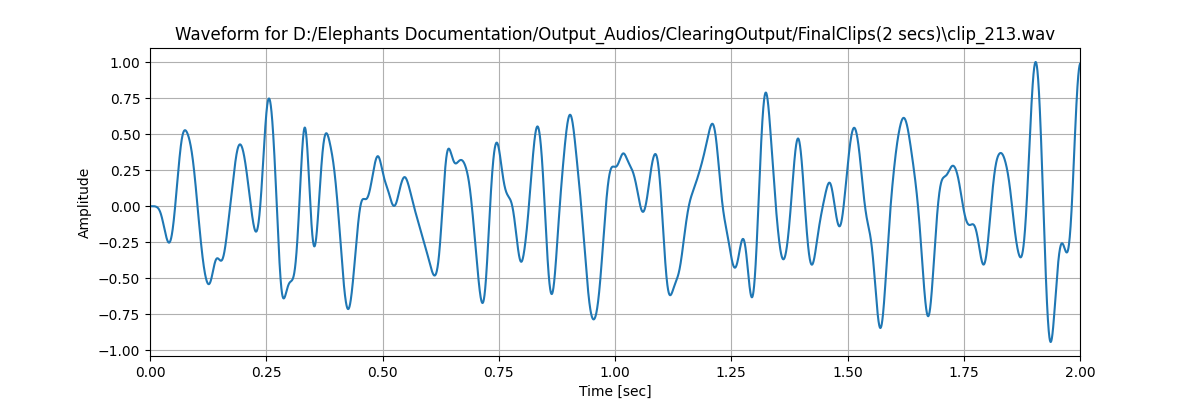 Waveform for D:/Elephants Documentation/Output_Audios/ClearingOutput/FinalClips(2 secs)\clip_213.wav
1.00
0.75
0.50
0.25
0.00
−0.25
−0.50
−0.75
−1.00
Amplitude
0.00 0.25 0.50 0.75 1.00 1.25 1.50 1.75 2.00
Time [sec]